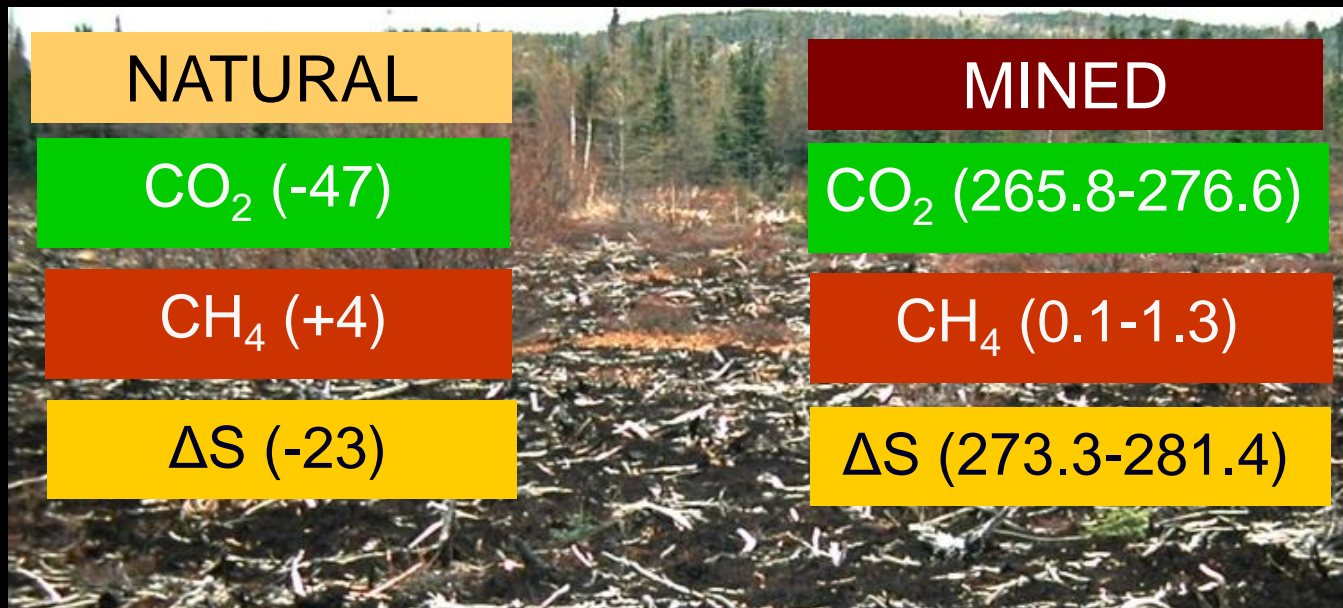 NATURAL
CO₂ (-47)
CH₄ (+4)
ΔS (-23)
MINED
CO₂ (265.8-276.6)
CH₄ (0.1-1.3)
ΔS (273.3-281.4)